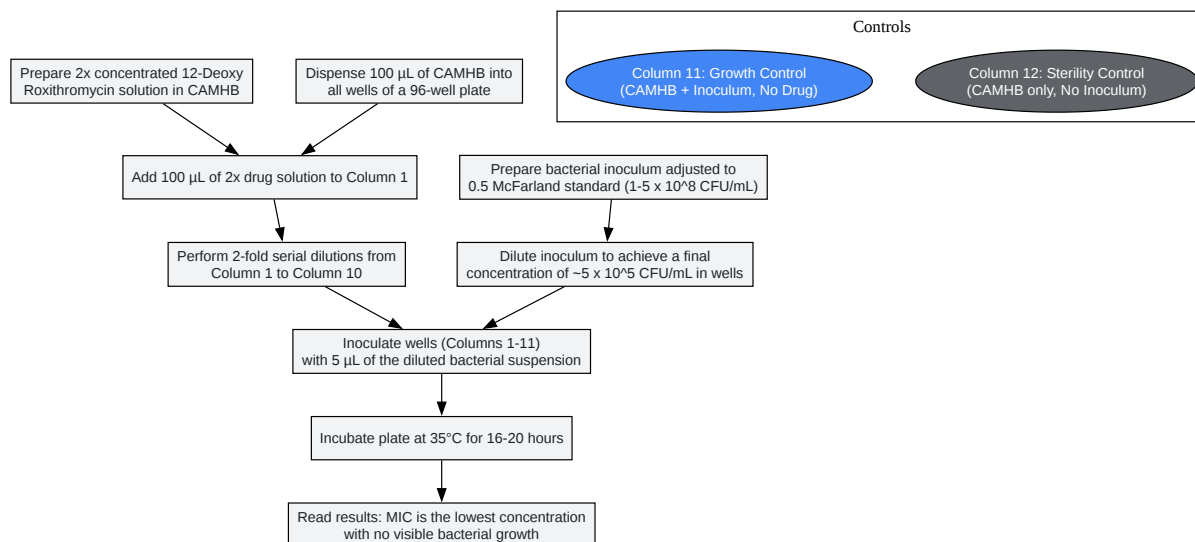 Controls
Column 11: Growth Control
(CAMHB + Inoculum, No Drug)
Column 12: Sterility Control
(CAMHB only, No Inoculum)
Prepare 2x concentrated 12-Deoxy
Roxithromycin solution in CAMHB
Dispense 100 µL of CAMHB into
all wells of a 96-well plate
Add 100 µL of 2x drug solution to Column 1
Prepare bacterial inoculum adjusted to
0.5 McFarland standard (1-5 x 10^8 CFU/mL)
Perform 2-fold serial dilutions from
Column 1 to Column 10
Dilute inoculum to achieve a final
concentration of ~5 x 10^5 CFU/mL in wells
Inoculate wells (Columns 1-11)
with 5 µL of the diluted bacterial suspension
Incubate plate at 35°C for 16-20 hours
Read results: MIC is the lowest concentration
with no visible bacterial growth